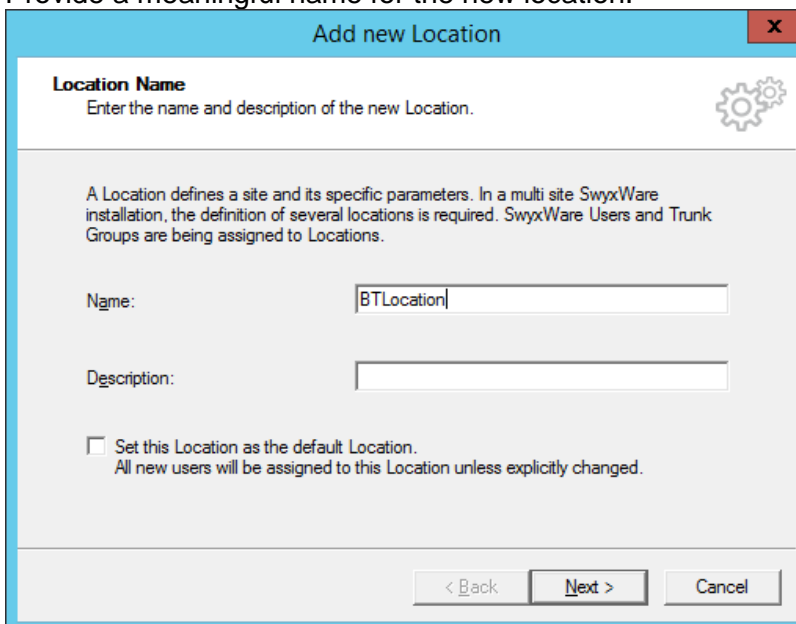 Provide a meaningful name for the new location.
Add new Location
x
Location Name
Enter the name and description of the new Location.
A Location defines a site and its specific parameters. In a multi site SwyxWare
installation, the definition of several locations is required. SwyxWare Users and Trunk
Groups are being assigned to Locations.
Name: BTLocation
Description:
Set this Location as the default Location.
All new users will be assigned to this Location unless explicitly changed.
< Back Next > Cancel